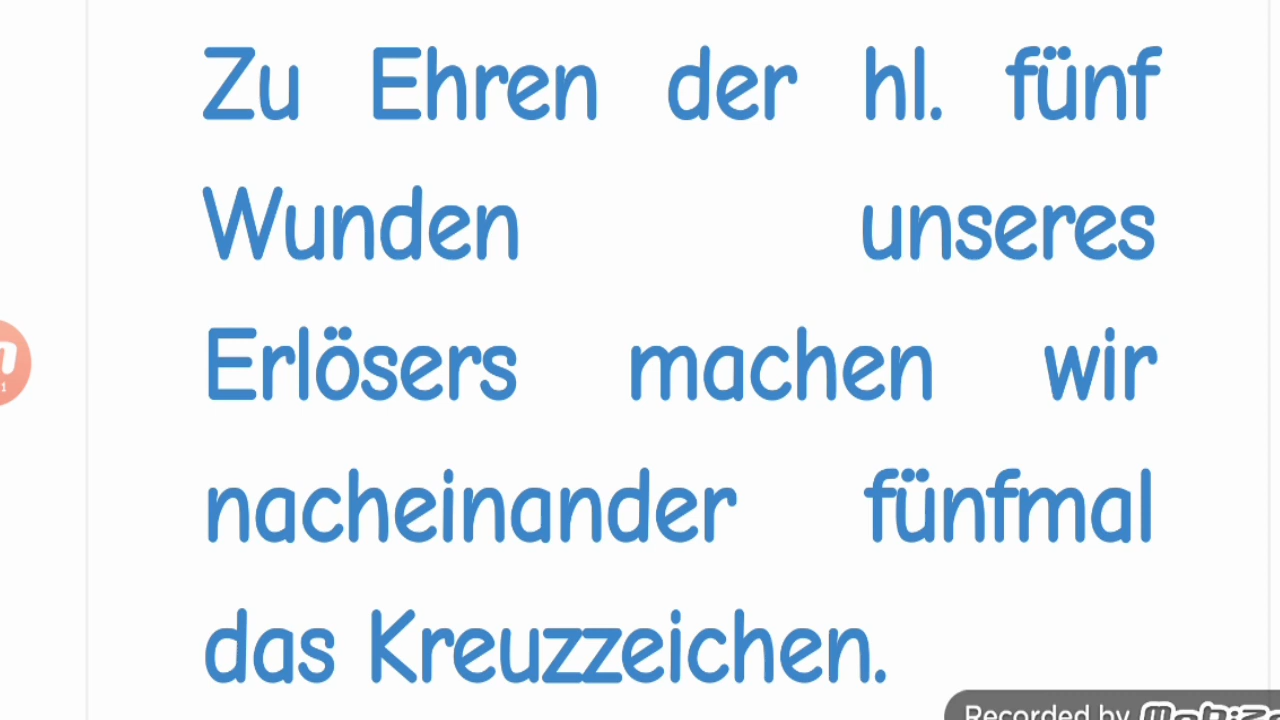 Zu Ehren der hl. fünf
Wunden unseres
Erlösers machen wir
nacheinander fünfmal
das Kreuzzeichen.
Recorded by